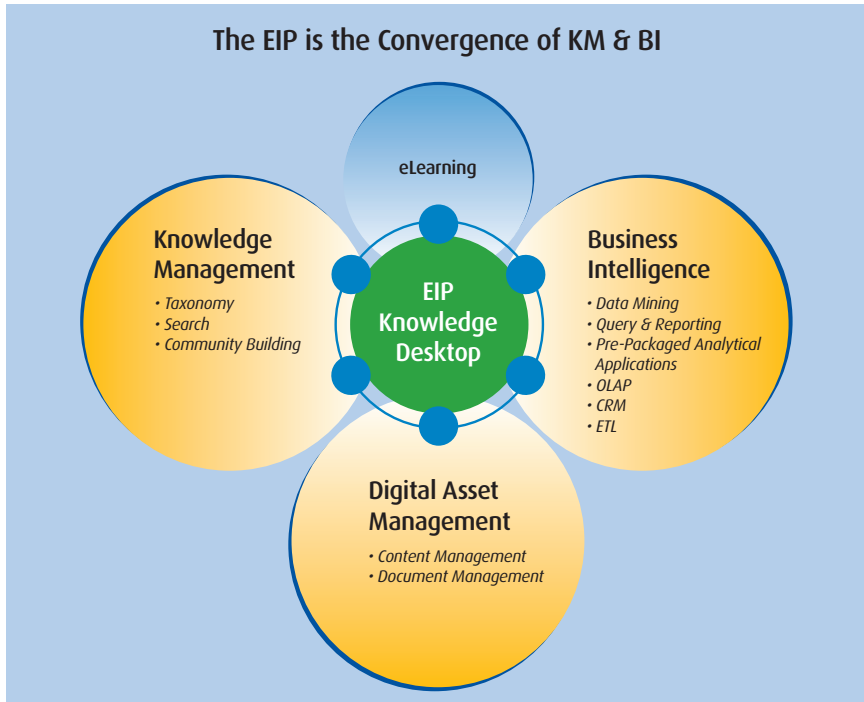 The EIP is the Convergence of KM & BI
eLearning
Knowledge
Management
• Taxonomy
• Search
• Community Building
EIP
Knowledge
Desktop
Business
Intelligence
• Data Mining
• Query & Reporting
• Pre-Packaged Analytical
Applications
• OLAP
• CRM
• ETL
Digital Asset
Management
• Content Management
• Document Management